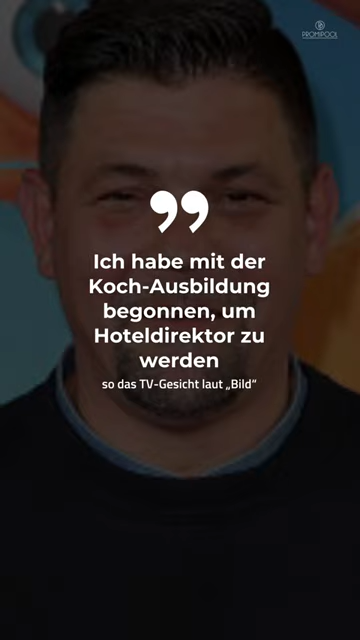 PROMIPOOL
Ich habe mit der
Koch-Ausbildung
begonnen, um
Hoteldirektor zu
werden
so das TV-Gesicht laut „Bild“